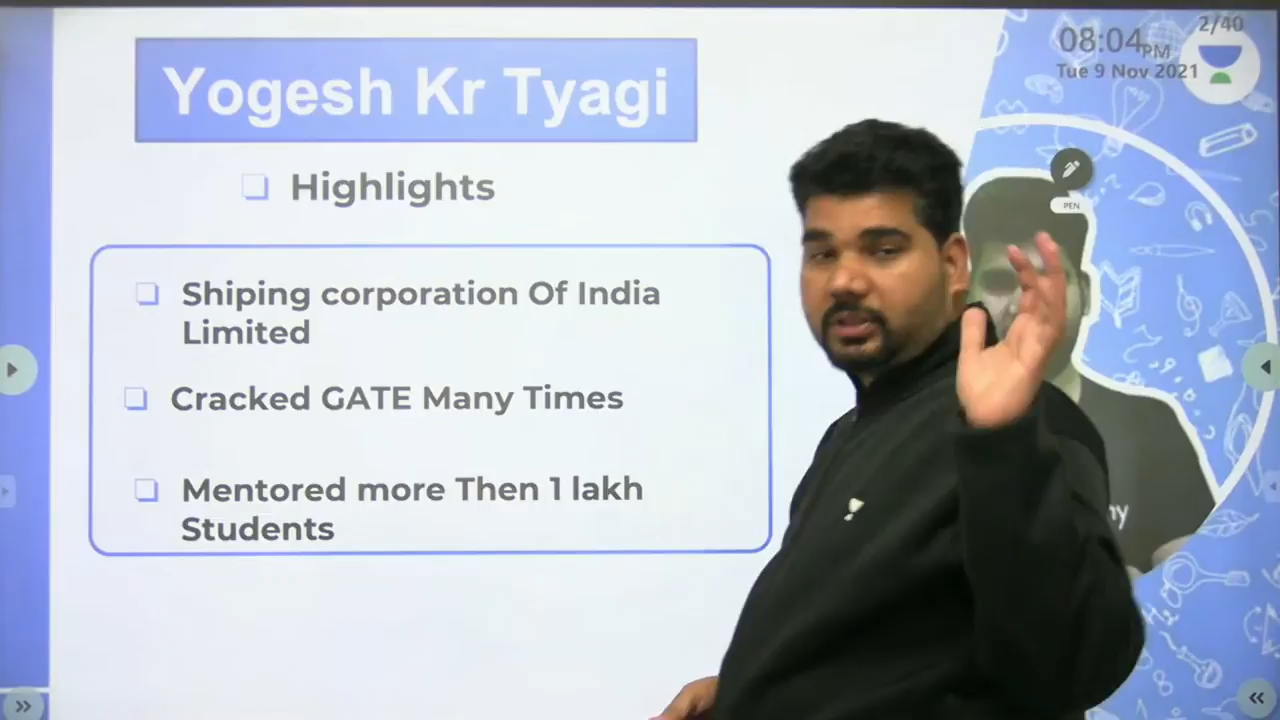 Yogesh Kr Tyagi
08:04PM
2/40
Tue 9 Nov 2021
PEN
Highlights
Shiping corporation Of India
Limited
Cracked GATE Many Times
Mentored more Then 1 lakh
Students